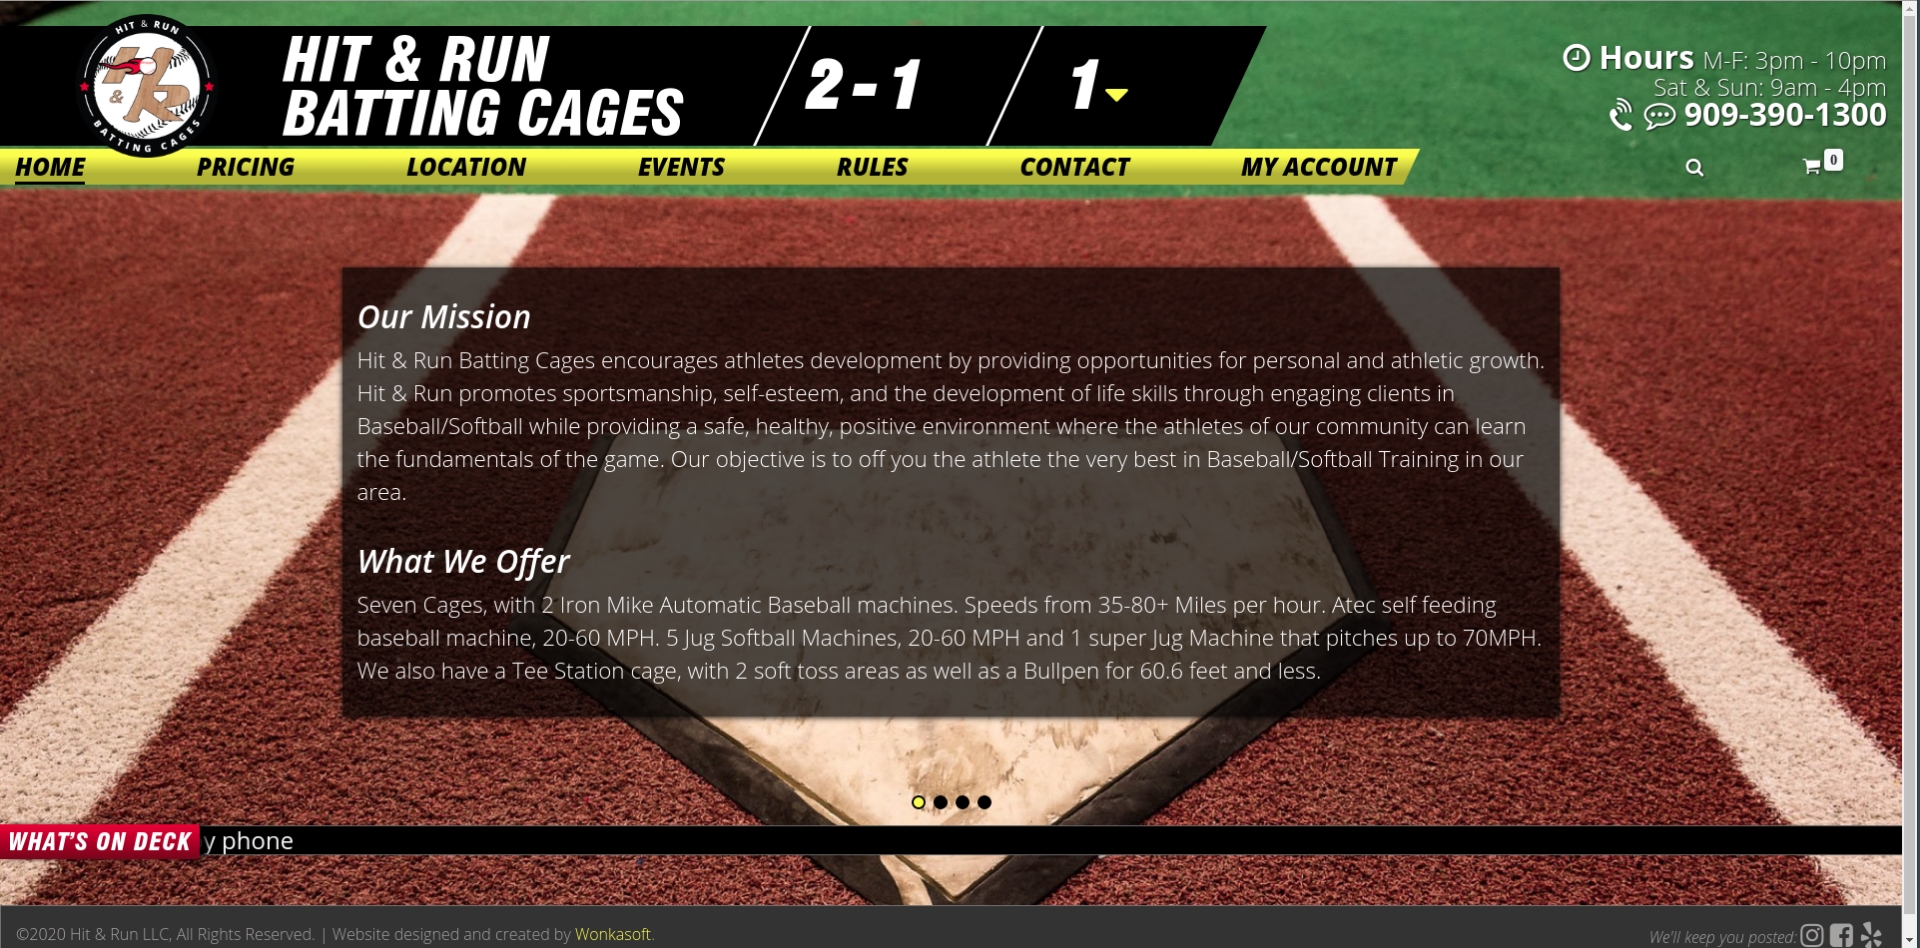 HIT & RUN
H
&
R
BATTING CAGES
HIT & RUN
BATTING CAGES
2-1
1
Hours M-F: 3pm - 10pm
Sat & Sun: 9am - 4pm
909-390-1300
HOME
PRICING
LOCATION
EVENTS
RULES
CONTACT
MY ACCOUNT
0
Our Mission
Hit & Run Batting Cages encourages athletes development by providing opportunities for personal and athletic growth.
Hit & Run promotes sportsmanship, self-esteem, and the development of life skills through engaging clients in
Baseball/Softball while providing a safe, healthy, positive environment where the athletes of our community can learn
the fundamentals of the game. Our objective is to off you the athlete the very best in Baseball/Softball Training in our
area.
What We Offer
Seven Cages, with 2 Iron Mike Automatic Baseball machines. Speeds from 35-80+ Miles per hour. Atec self feeding
baseball machine, 20-60 MPH. 5 Jug Softball Machines, 20-60 MPH and 1 super Jug Machine that pitches up to 70MPH.
We also have a Tee Station cage, with 2 soft toss areas as well as a Bullpen for 60.6 feet and less.
WHAT'S ON DECK
y phone
©2020 Hit & Run LLC, All Rights Reserved. | Website designed and created by Wonkasoft.
We'll keep you posted: